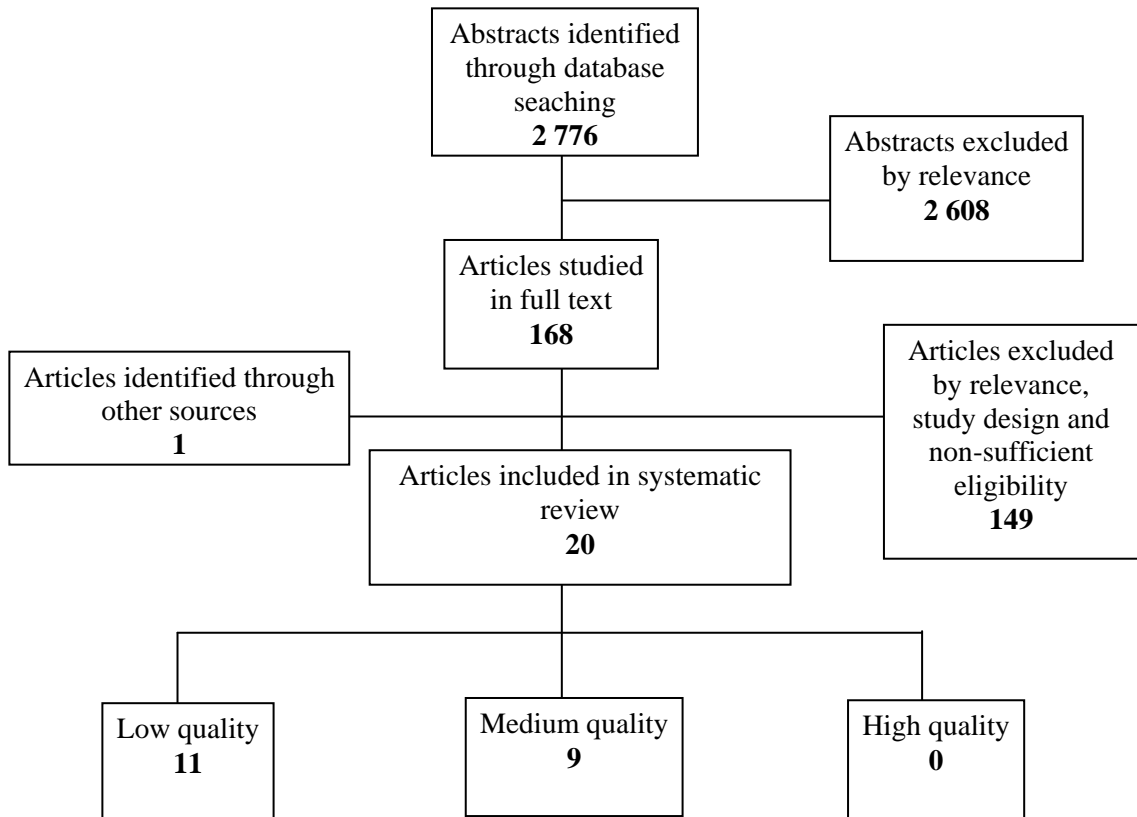 Abstracts identified
through database
seaching
2 776
Abstracts excluded
by relevance
2 608
Articles studied
in full text
168
Articles identified through
other sources
1
Articles excluded
by relevance,
study design and
non-sufficient
eligibility
149
Articles included in systematic
review
20
Low quality
11
Medium quality
9
High quality
0